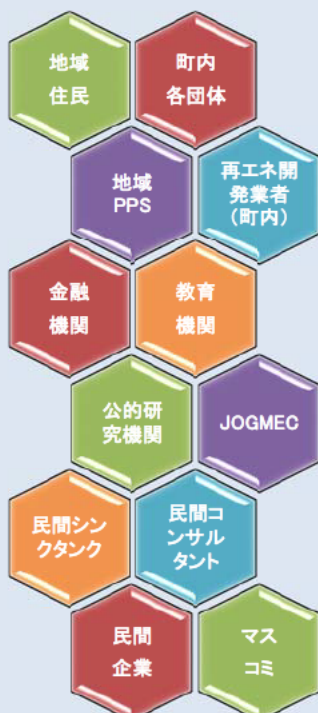 地域
住民
町内
各団体
地域
PPS
再エネ開
発業者
(町内)
金融
機関
教育
機関
公的研
究機関
JOGMEC
民間シン
クタンク
民間コ
ンサル
タント
民間
企業
マス
コミ